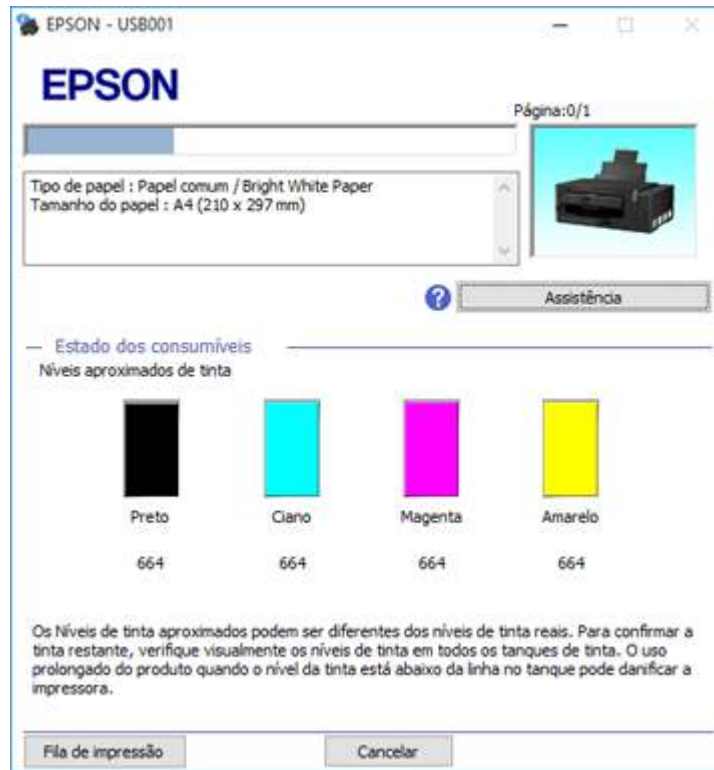 EPSON - USB001
EPSON
Página:0/1
Tipo de papel : Papel comum / Bright White Paper
Tamanho do papel : A4 (210 x 297 mm)
Assistência
Estado dos consumíveis
Níveis aproximados de tinta
Preto Ciano Magenta Amarelo
664 664 664 664
Os Níveis de tinta aproximados podem ser diferentes dos níveis de tinta reais. Para confirmar a
tinta restante, verifique visualmente os níveis de tinta em todos os tanques de tinta. O uso
prolongado do produto quando o nível da tinta está abaixo da linha no tanque pode danificar a
impressora.
Fila de impressão Cancelar